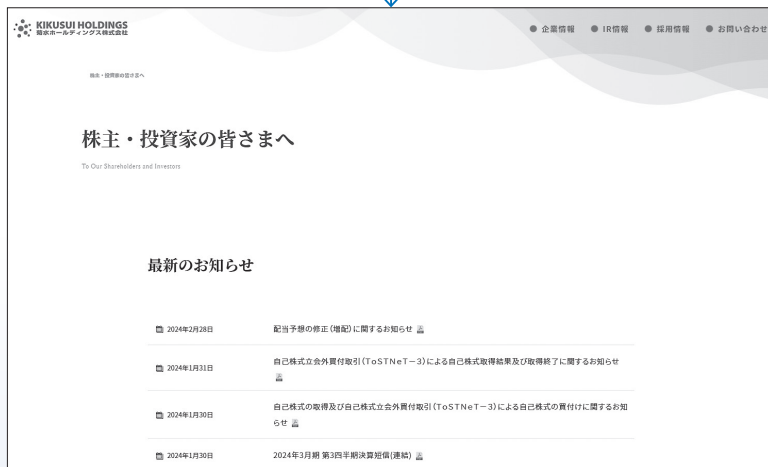 KIKUSUI HOLDINGS
菊水ホールディングス株式会社
企業情報
IR情報
採用情報
お問い合わせ
株主・投資家の皆さまへ
株主・投資家の皆さまへ
To Our Shareholders and Investors
最新のお知らせ
2024年2月28日
配当予想の修正（増配）に関するお知らせ
2024年1月31日
自己株式立会外買付取引（ToSTNeT－3）による自己株式取得結果及び取得終了に関するお知らせ
2024年1月30日
自己株式の取得及び自己株式立会外買付取引（ToSTNeT－3）による自己株式の買付けに関するお知
らせ
2024年1月30日
2024年3月期 第3四半期決算短信(連結)